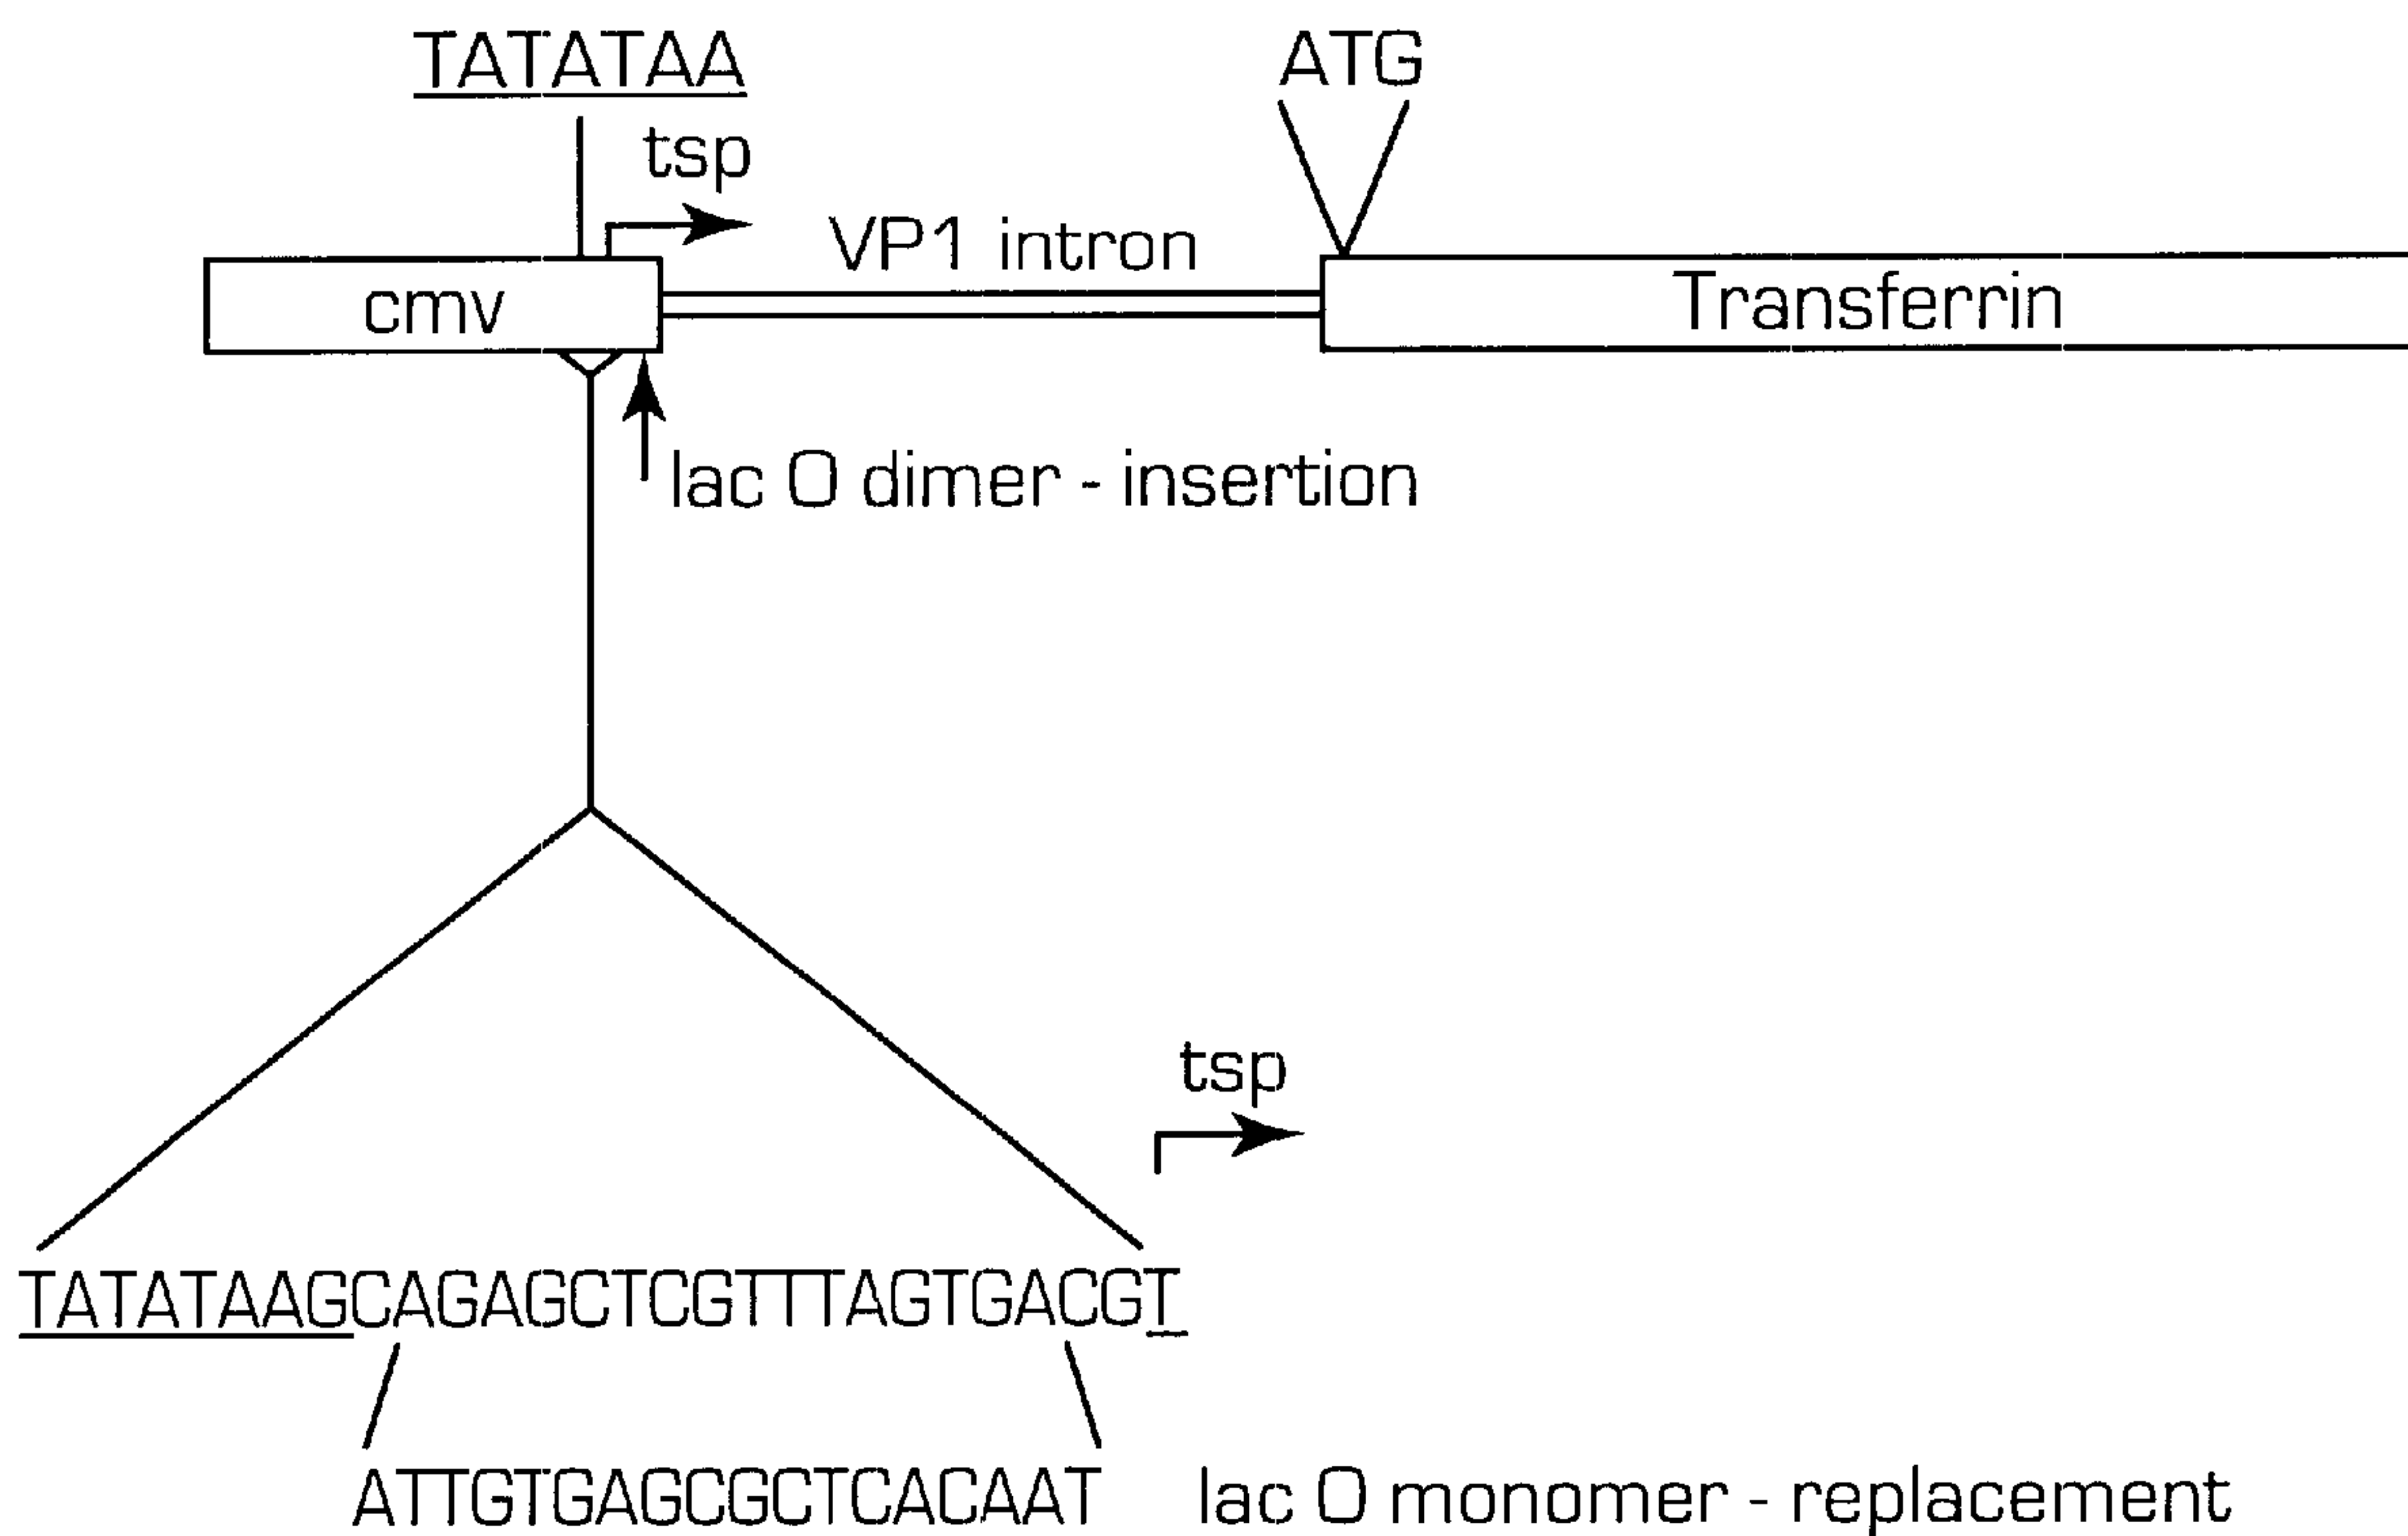 TATATAA
ATG
tsp
VP1 intron
cmv
Transferrin
lac O dimer - insertion
tsp
TATATAAGCAGAGCTCGTTTAGTGACGT
ATTGTGAGCGCTCACAAT
lac O monomer - replacement